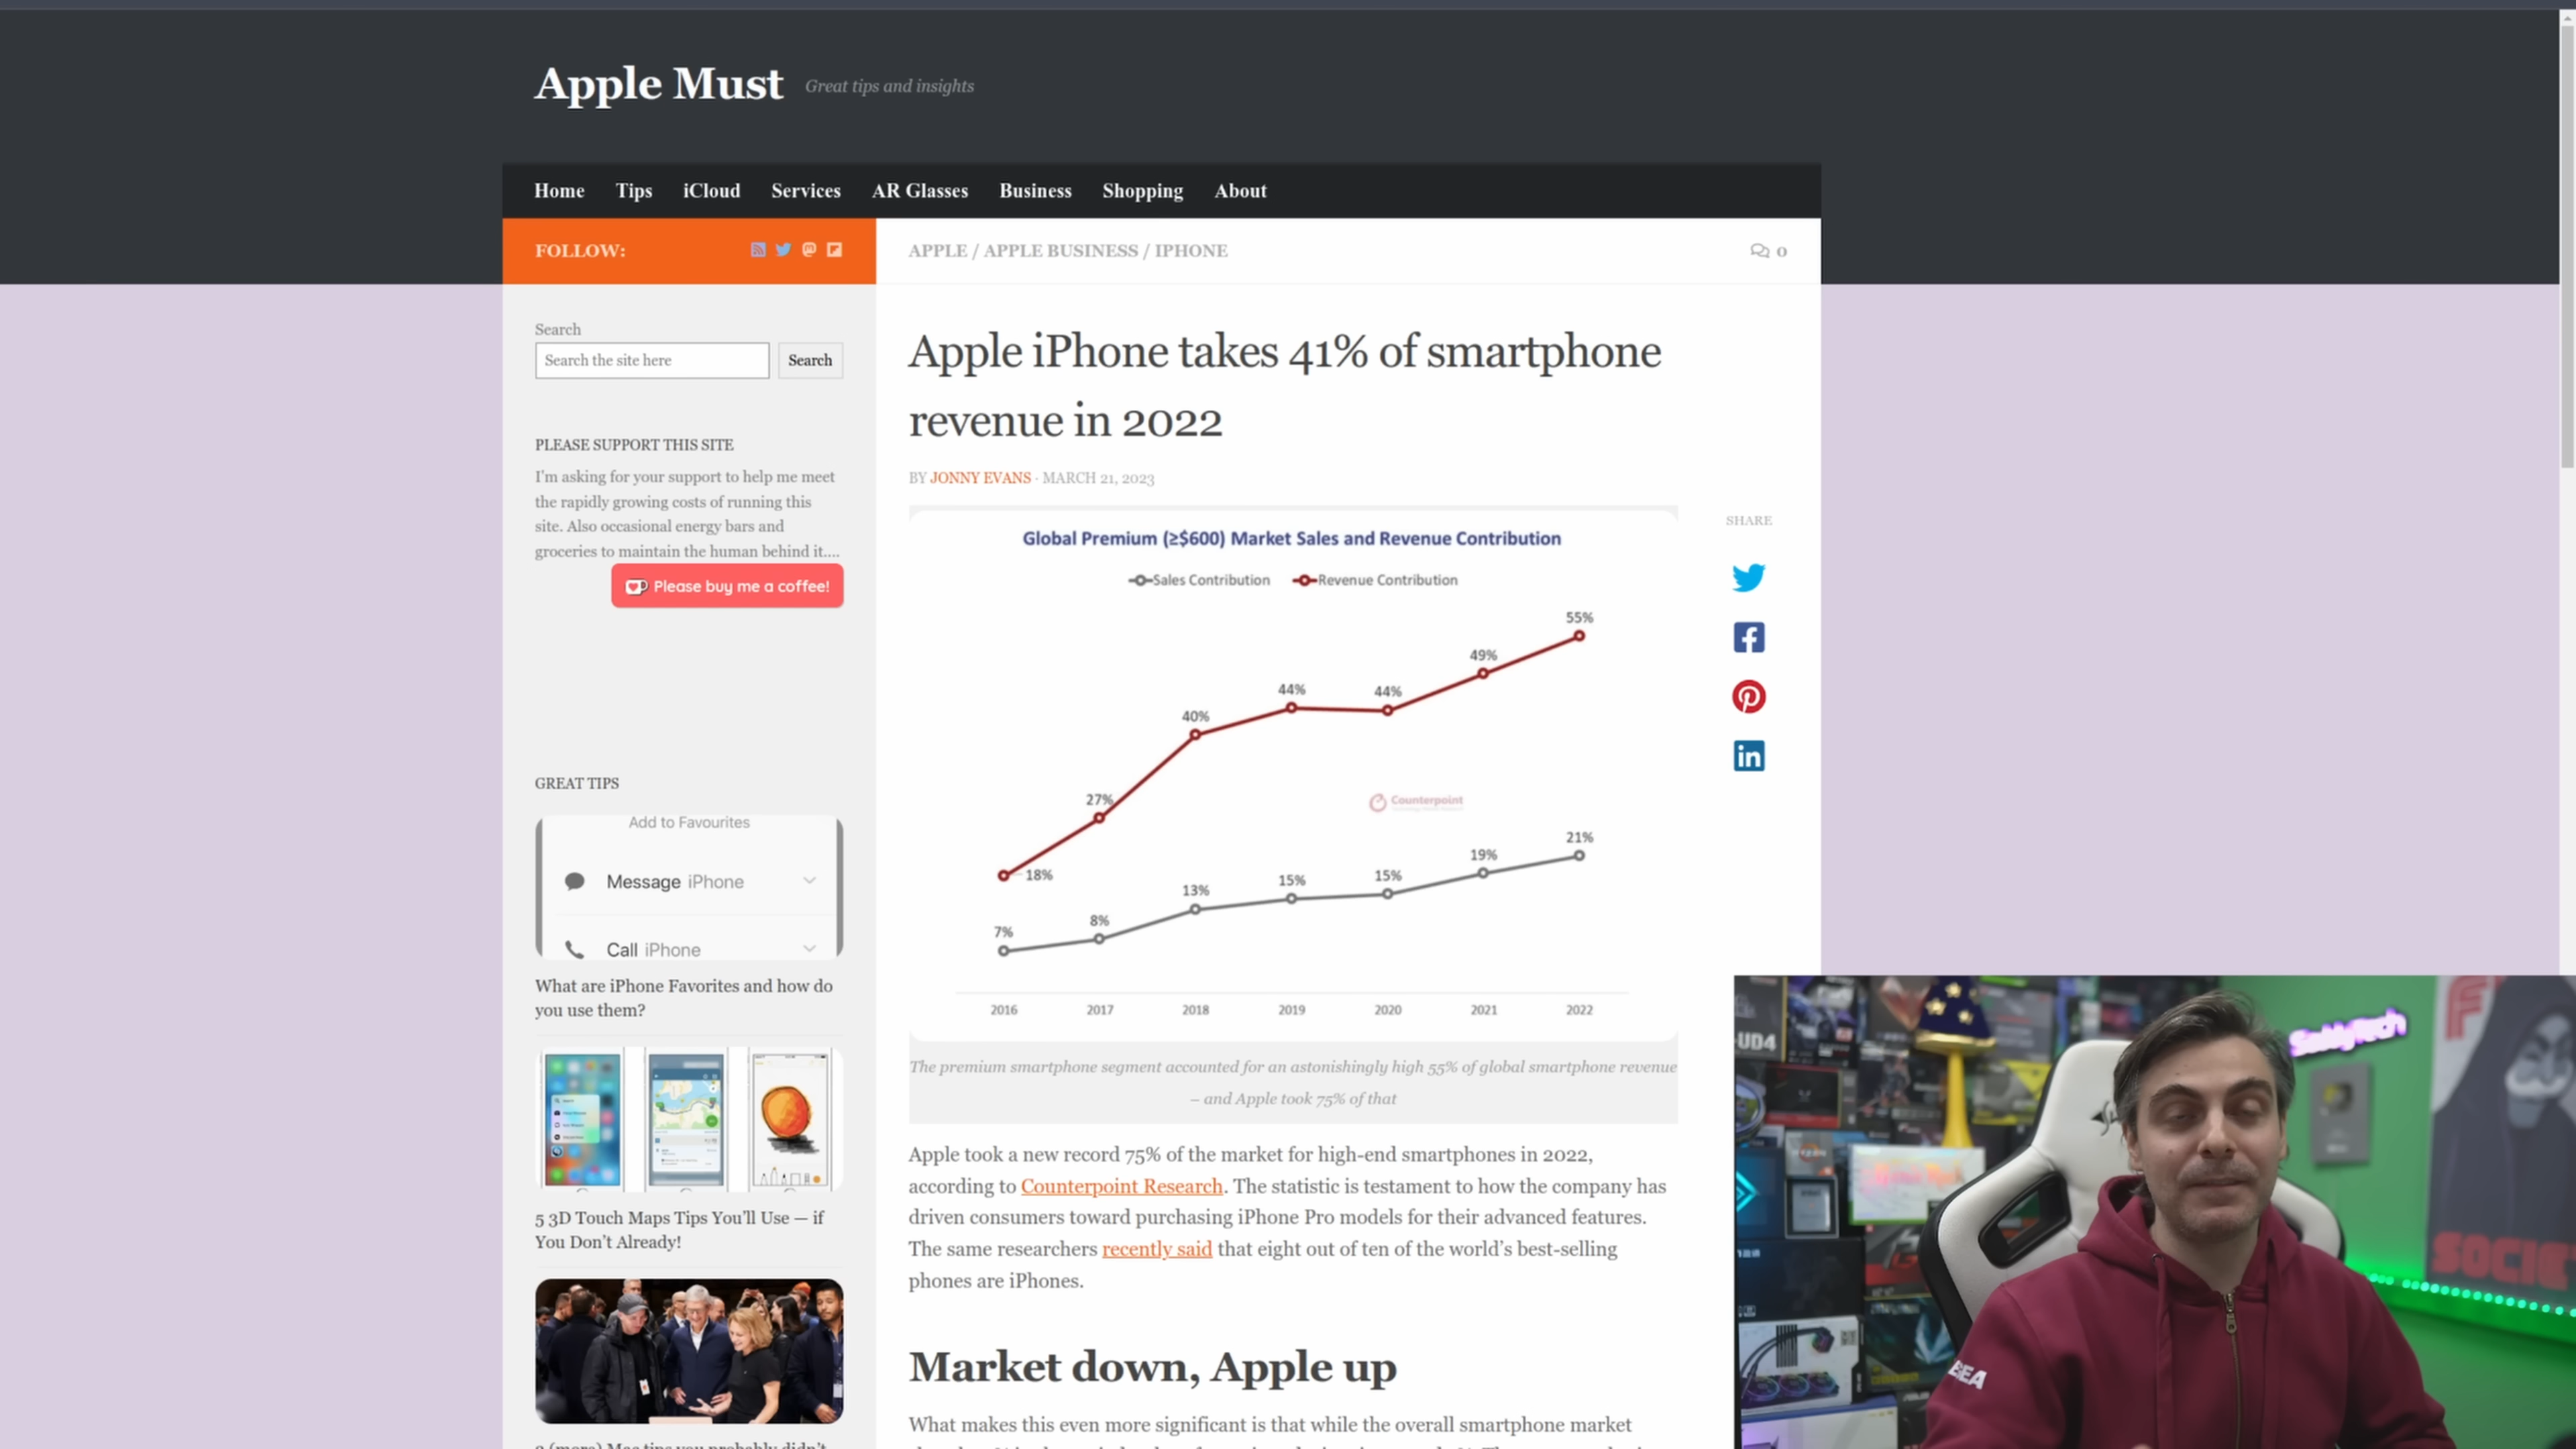 Apple Must
Great tips and insights
Home Tips iCloud Services AR Glasses Business Shopping About
FOLLOW:
APPLE / APPLE BUSINESS / IPHONE
0
Search
Search the site here
Search
PLEASE SUPPORT THIS SITE
I'm asking for your support to help me meet
the rapidly growing costs of running this
site. Also occasional energy bars and
groceries to maintain the human behind it....
Please buy me a coffee!
GREAT TIPS
Add to Favourites
Message iPhone
Call iPhone
What are iPhone Favorites and how do
you use them?
5 3D Touch Maps Tips You'll Use — if
You Don't Already!
Apple iPhone takes 41% of smartphone
revenue in 2022
BY JONNY EVANS · MARCH 21, 2023
Global Premium (≥$600) Market Sales and Revenue Contribution
Sales Contribution Revenue Contribution
55%
49%
44% 44%
40%
27%
18%
21%
19%
15% 15%
13%
8%
7%
Counterpoint
2016 2017 2018 2019 2020 2021 2022
The premium smartphone segment accounted for an astonishingly high 55% of global smartphone revenue
– and Apple took 75% of that
Apple took a new record 75% of the market for high-end smartphones in 2022,
according to Counterpoint Research. The statistic is testament to how the company has
driven consumers toward purchasing iPhone Pro models for their advanced features.
The same researchers recently said that eight out of ten of the world's best-selling
phones are iPhones.
Market down, Apple up
What makes this even more significant is that while the overall smartphone market
SHARE
UD4
SOCIE